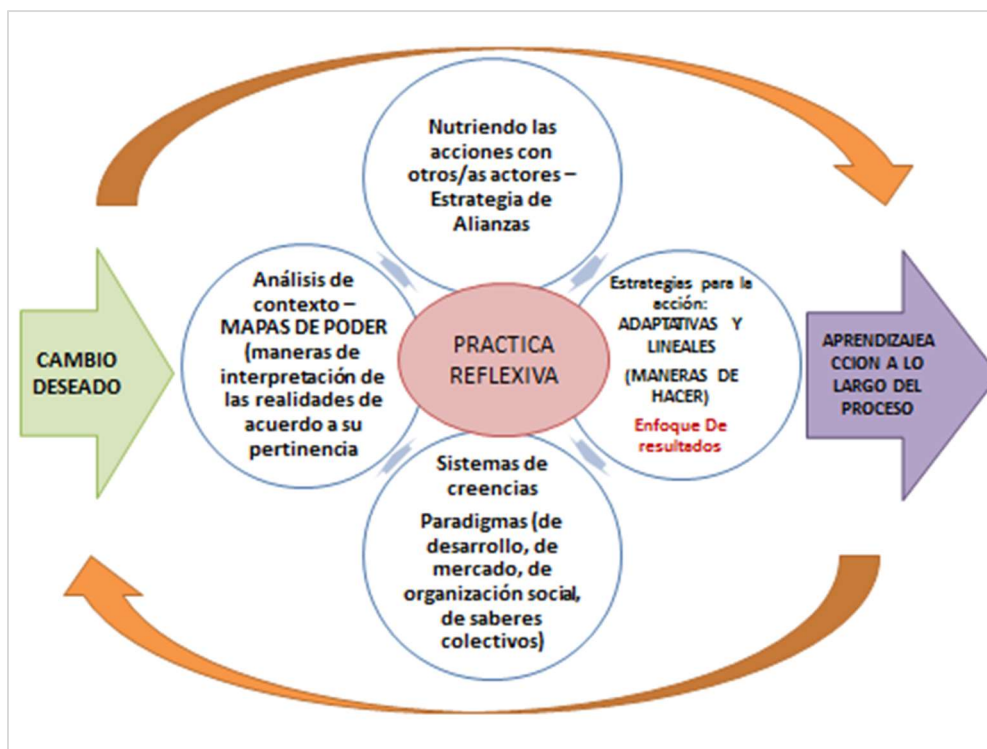 Nutriendo las
acciones con
otros/as actores –
Estrategia de
Alianzas
CAMBIO
DESEADO
Análisis de
contexto –
MAPAS DE PODER
(maneras de
interpretación de
las realidades de
acuerdo a su
pertinencia
PRACTICA
REFLEXIVA
Estrategias para la
acción:
ADAPTATIVAS Y
LINEALES
(MANERAS DE
HACER)
Enfoque De
resultados
APRENDIZAJEA
CCION A LO
LARGO DEL
PROCESO
Sistemas de
creencias
Paradigmas (de
desarrollo, de
mercado, de
organización social,
de saberes
colectivos)